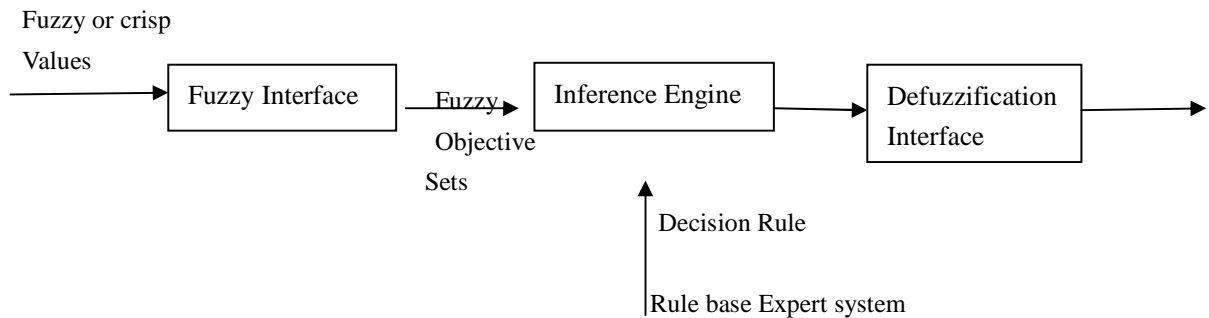 Fuzzy or crisp
Values
Fuzzy Interface
Fuzzy
Objective
Sets
Inference Engine
Defuzzification
Interface
Decision Rule
Rule base Expert system